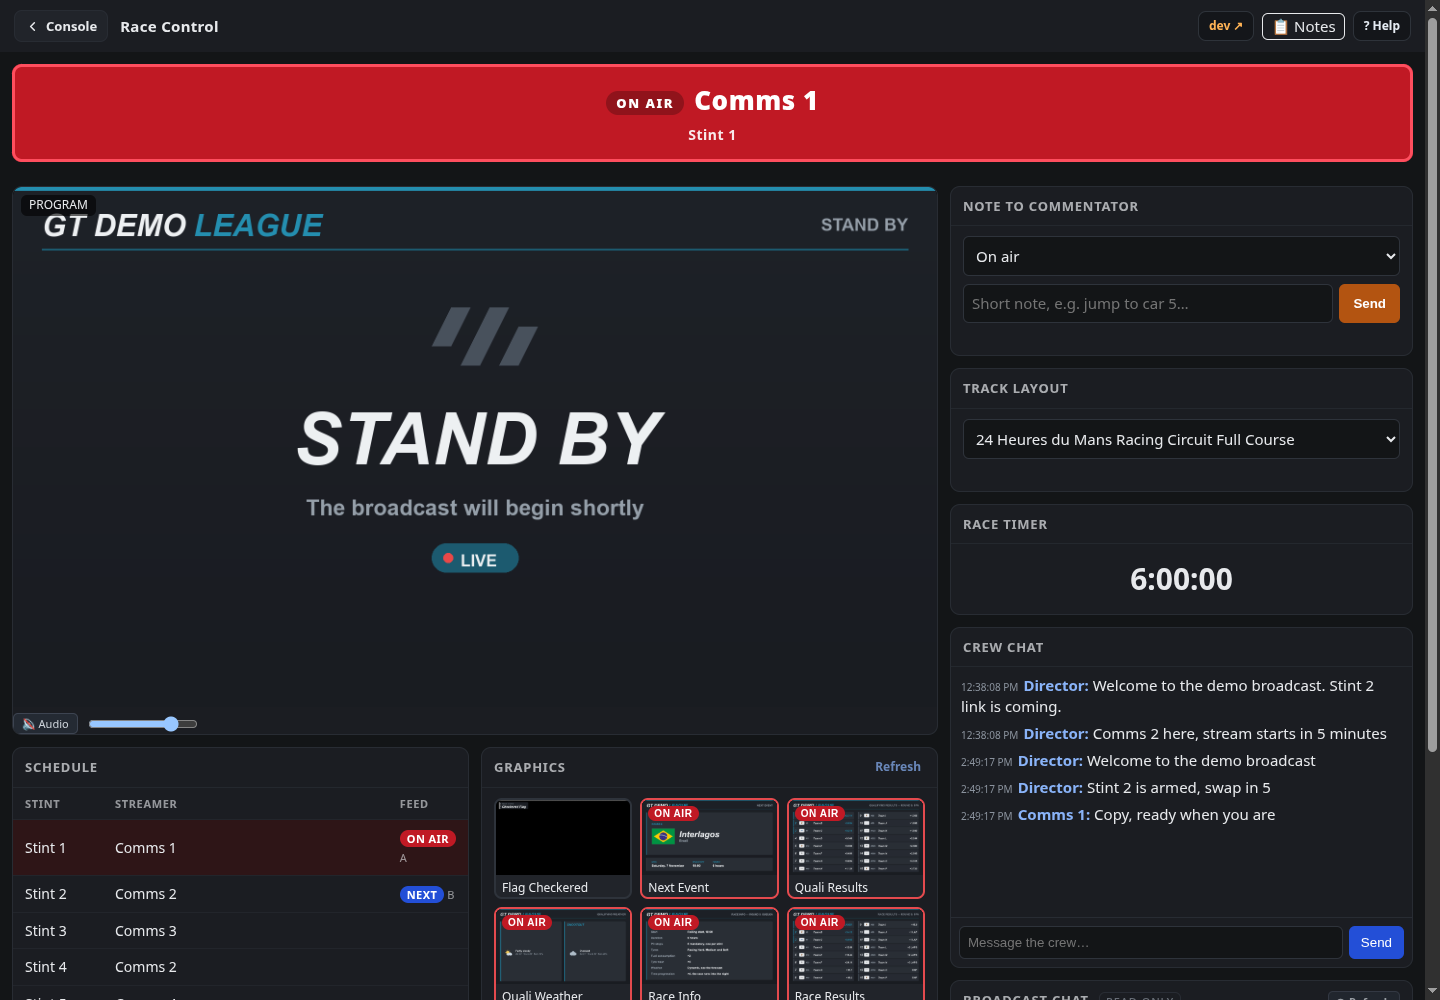 Console
Race Control
dev ↗
📋 Notes
? Help
ON AIR Comms 1
Stint 1
PROGRAM
GT DEMO LEAGUE
STAND BY
STAND BY
The broadcast will begin shortly
LIVE
Audio
NOTE TO COMMENTATOR
On air
Short note, e.g. jump to car 5...
Send
TRACK LAYOUT
24 Heures du Mans Racing Circuit Full Course
RACE TIMER
6:00:00
CREW CHAT
12:38:08 PM Director: Welcome to the demo broadcast. Stint 2
link is coming.
12:38:08 PM Director: Comms 2 here, stream starts in 5 minutes
2:49:17 PM Director: Welcome to the demo broadcast
2:49:17 PM Director: Stint 2 is armed, swap in 5
2:49:17 PM Comms 1: Copy, ready when you are
Message the crew...
Send
SCHEDULE
STINT STREAMER FEED
Stint 1 Comms 1 ON AIR
A
Stint 2 Comms 2 NEXT B
Stint 3 Comms 3
Stint 4 Comms 2
GRAPHICS
Refresh
Flag Checkered
ON AIR
Interlagos
Next Event
ON AIR
Quali Results
ON AIR
Quali Weather
ON AIR
Race Info
ON AIR
Race Results
BROADCAST CHAT READ-ONLY